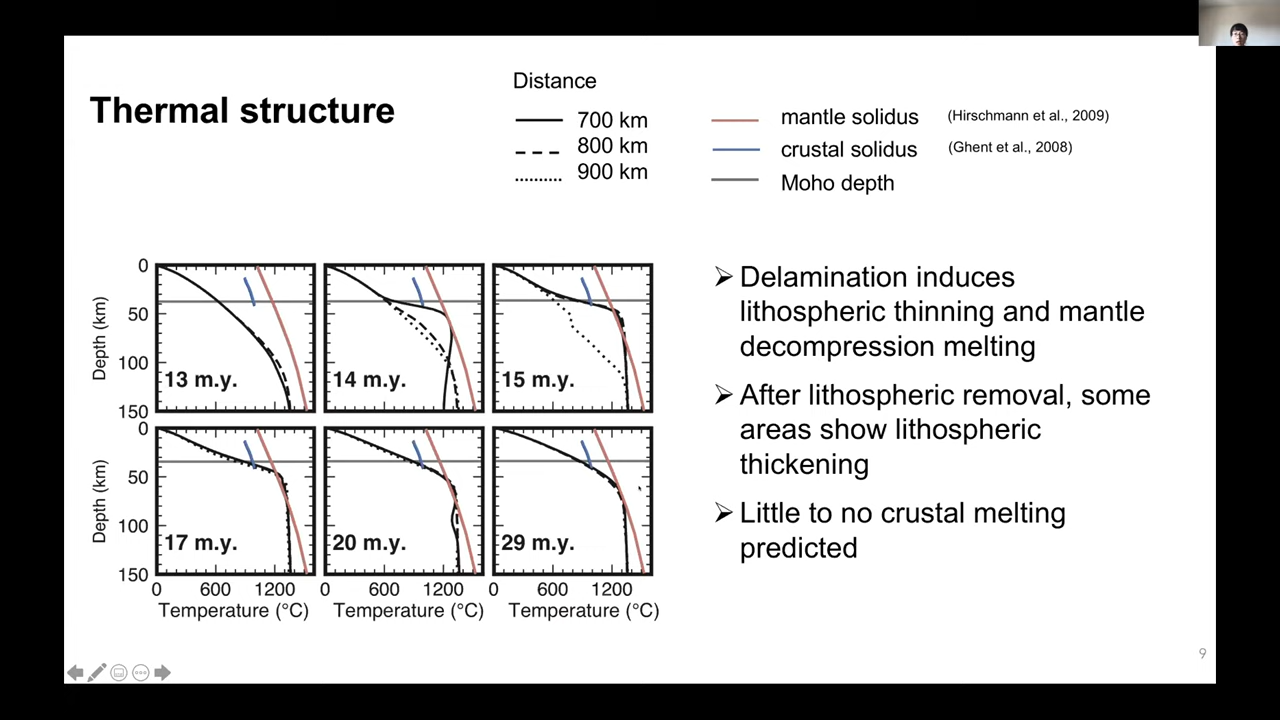 Thermal structure
Distance
700 km
800 km
900 km
mantle solidus (Hirschmann et al., 2009)
crustal solidus (Ghent et al., 2008)
Moho depth
0
50
100
150
Depth (km)
13 m.y.
14 m.y.
15 m.y.
0
50
100
150
Depth (km)
17 m.y.
20 m.y.
29 m.y.
0 600 1200 0 600 1200 0 600 1200
Temperature (°C) Temperature (°C) Temperature (°C)
➢ Delamination induces
lithospheric thinning and mantle
decompression melting
➢ After lithospheric removal, some
areas show lithospheric
thickening
➢ Little to no crustal melting
predicted
9